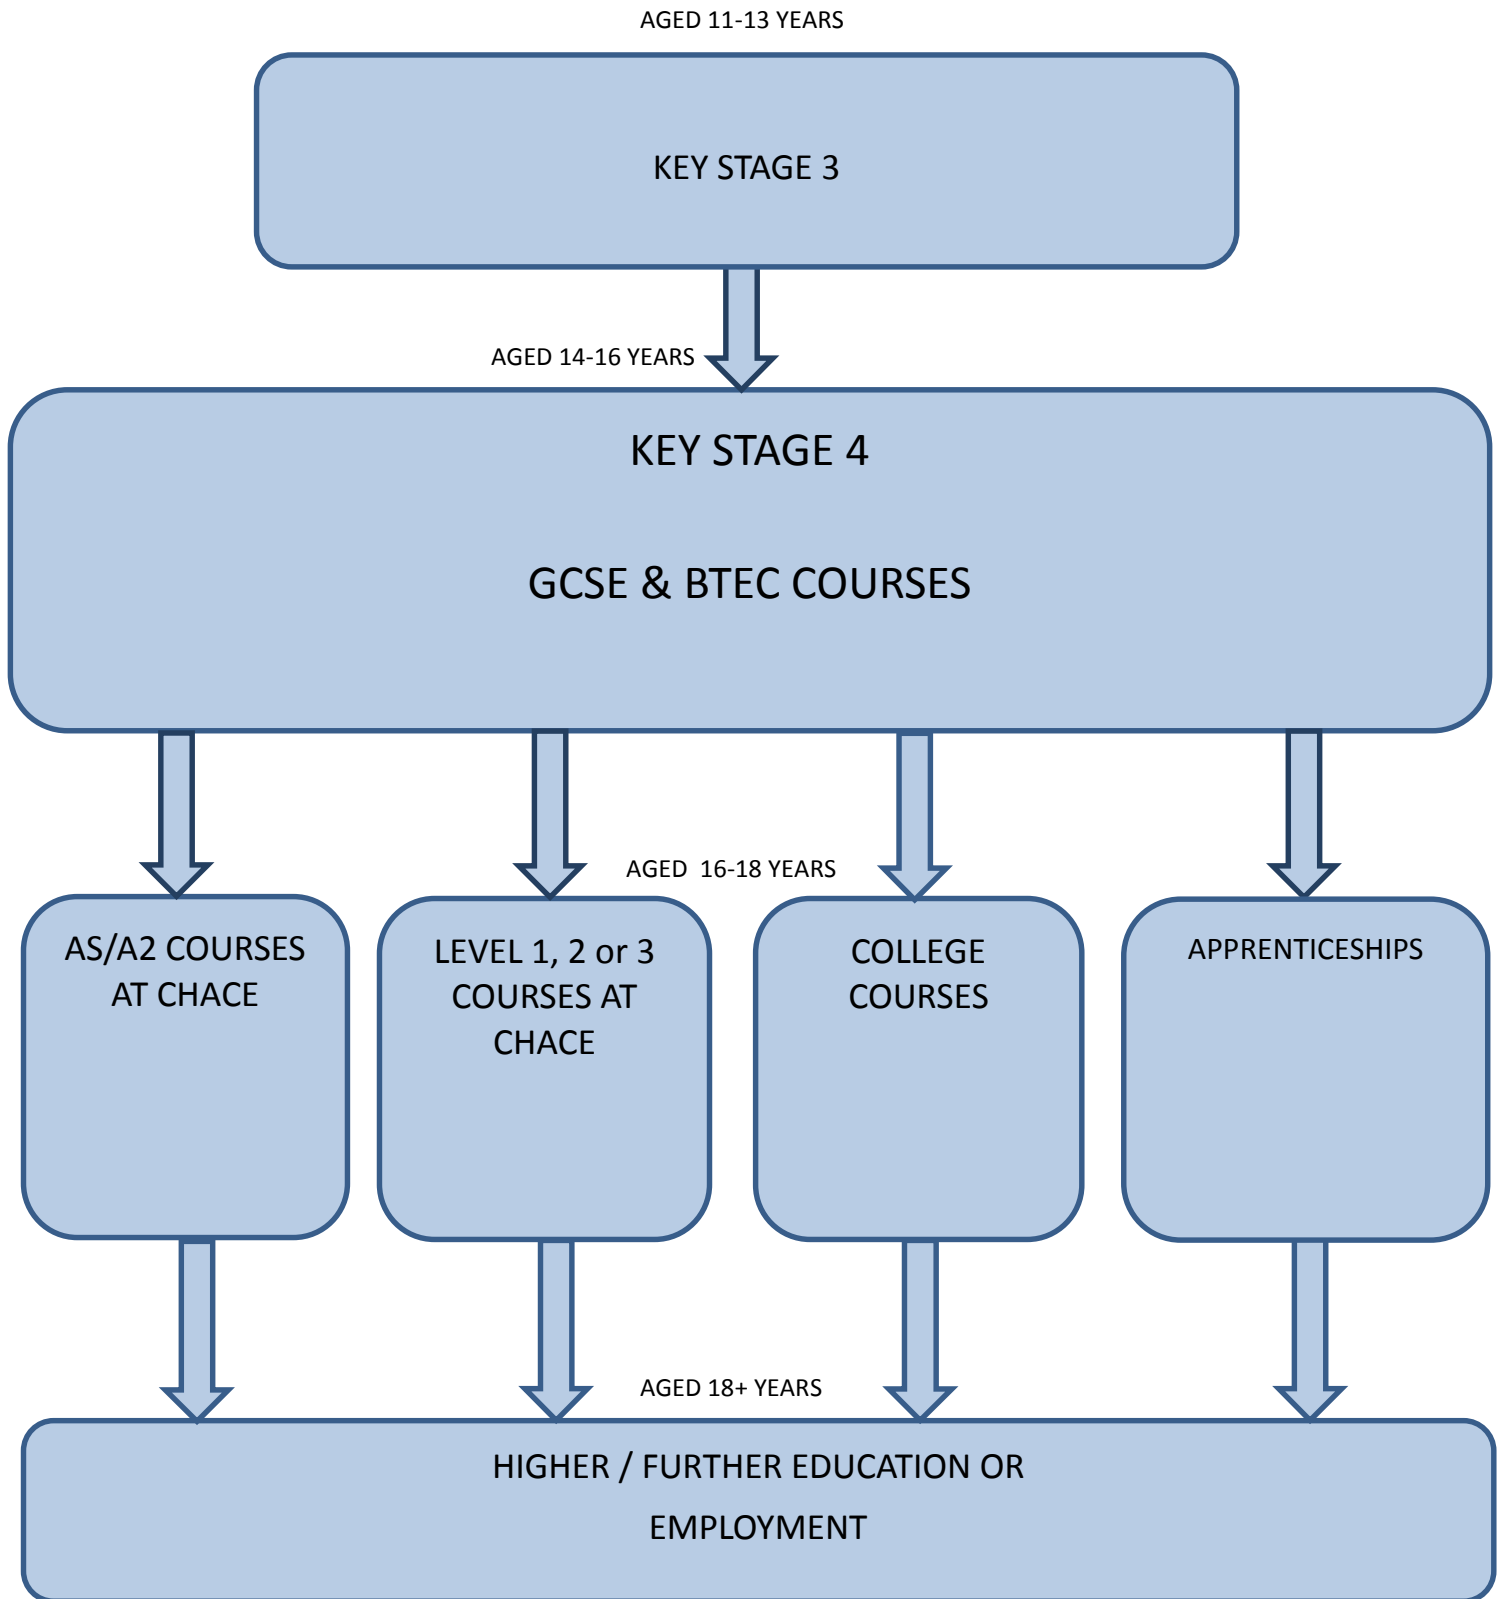 AGED 11-13 YEARS
KEY STAGE 3
AGED 14-16 YEARS
KEY STAGE 4
GCSE & BTEC COURSES
AGED  16-18 YEARS
AS/A2 COURSES
AT CHACE
LEVEL 1, 2 or 3
COURSES AT
CHACE
COLLEGE
COURSES
APPRENTICESHIPS
AGED 18+ YEARS
HIGHER / FURTHER EDUCATION OR
EMPLOYMENT